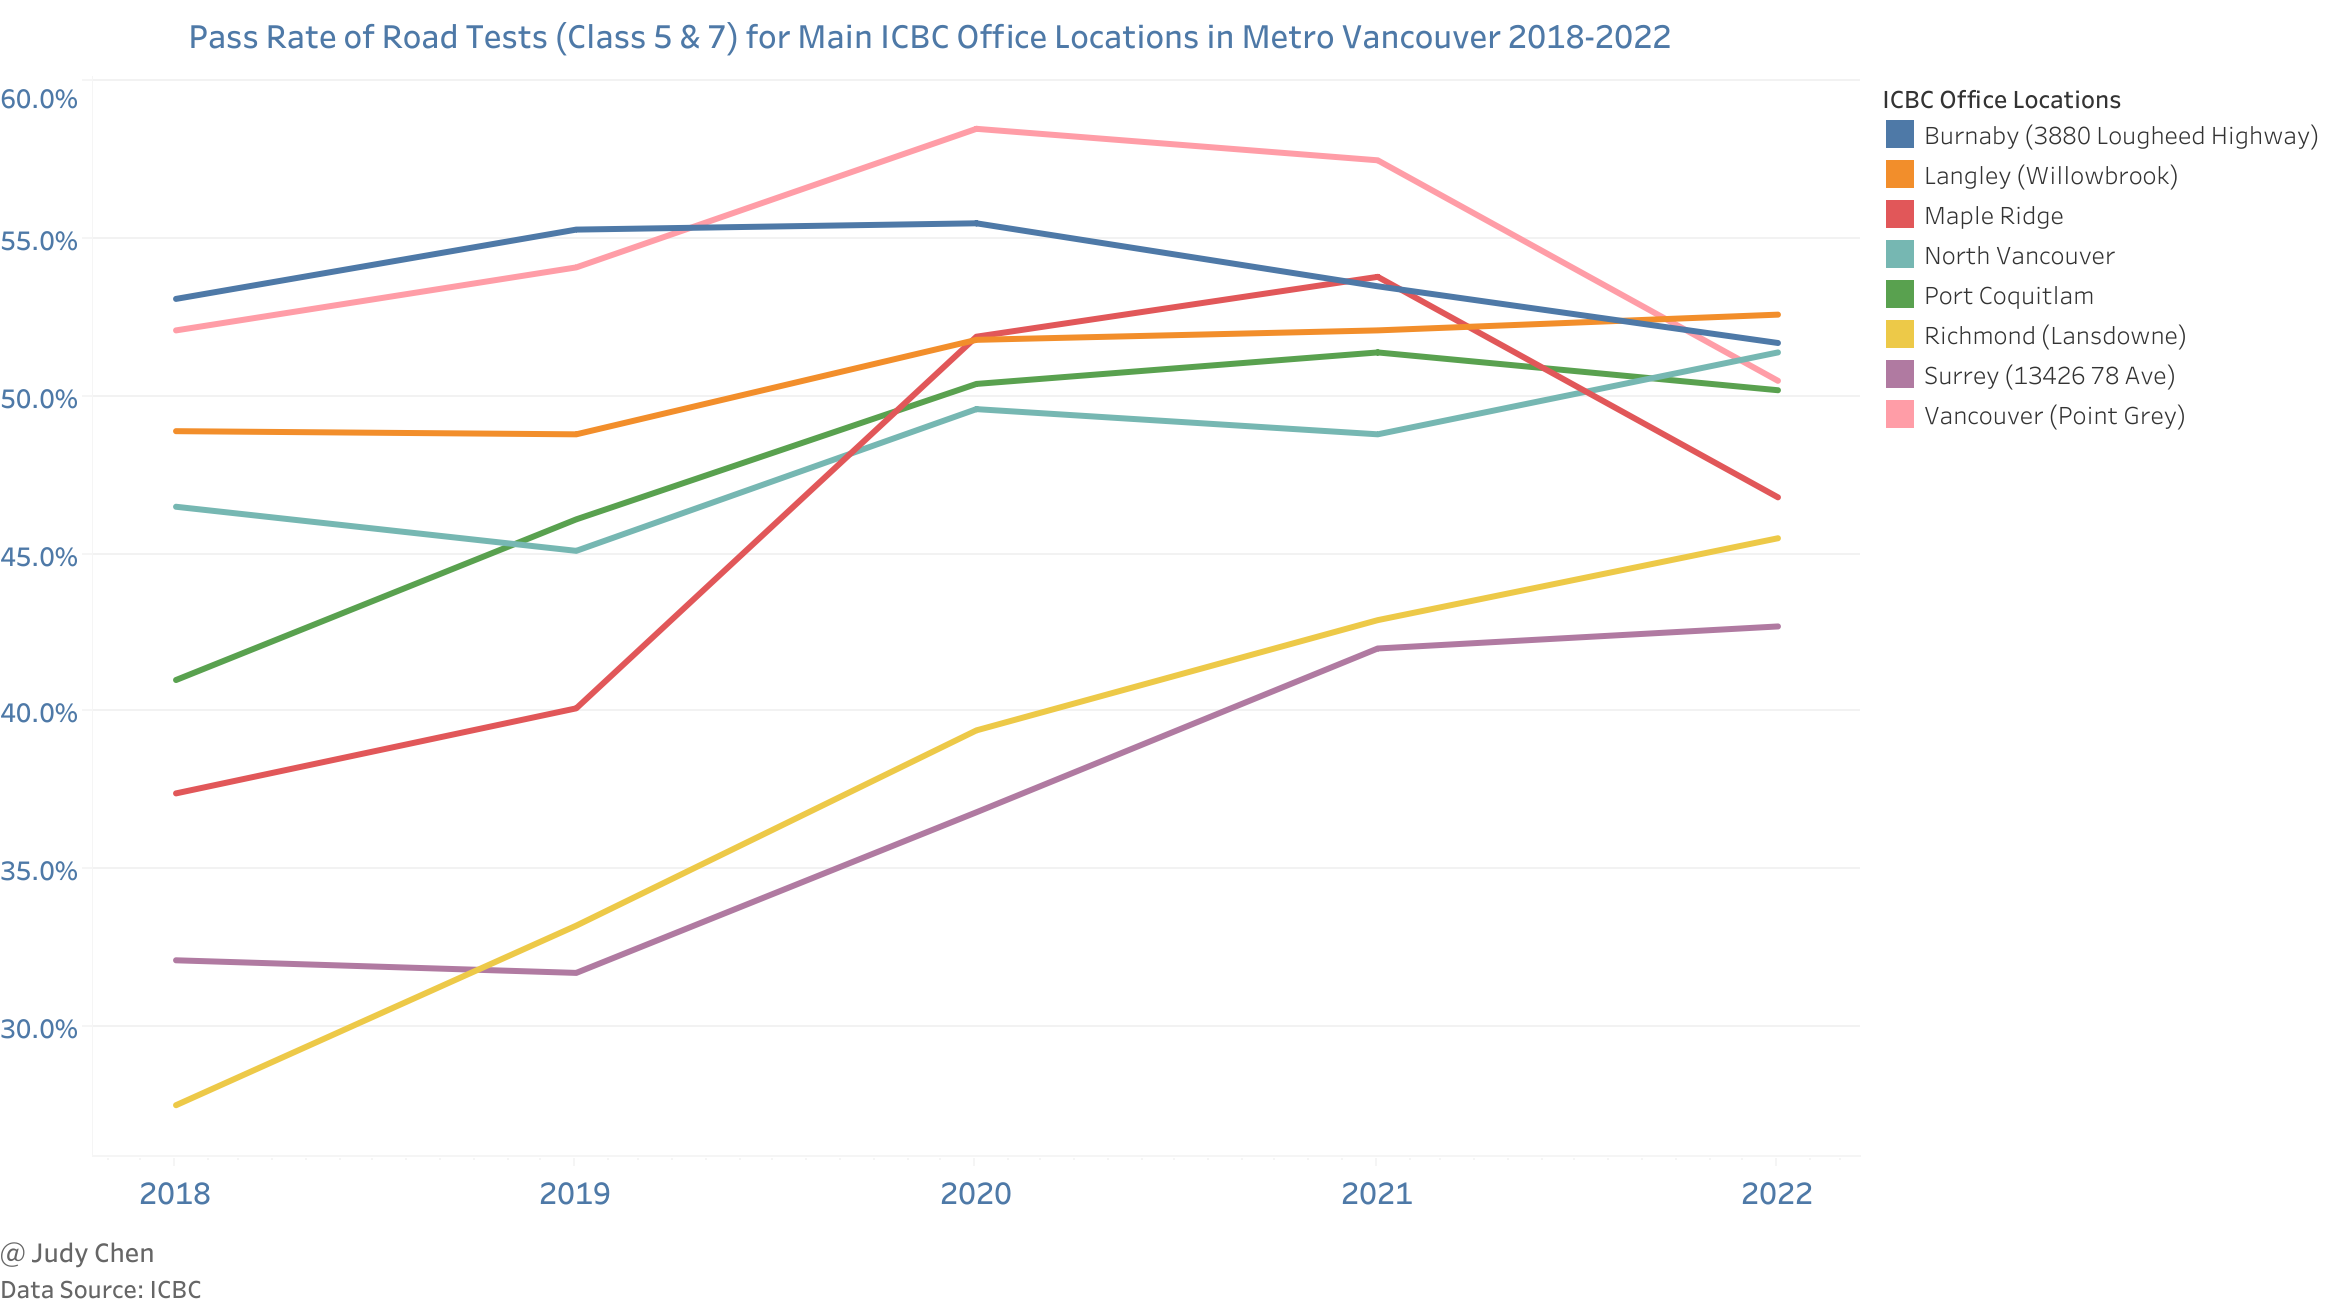 Pass Rate of Road Tests (Class 5 & 7) for Main ICBC Office Locations in Metro Vancouver 2018-2022
60.0%
55.0%
50.0%
45.0%
40.0%
35.0%
30.0%
2018
2019
2020
2021
2022
ICBC Office Locations
Burnaby (3880 Lougheed Highway)
Langley (Willowbrook)
Maple Ridge
North Vancouver
Port Coquitlam
Richmond (Lansdowne)
Surrey (13426 78 Ave)
Vancouver (Point Grey)
@ Judy Chen
Data Source: ICBC